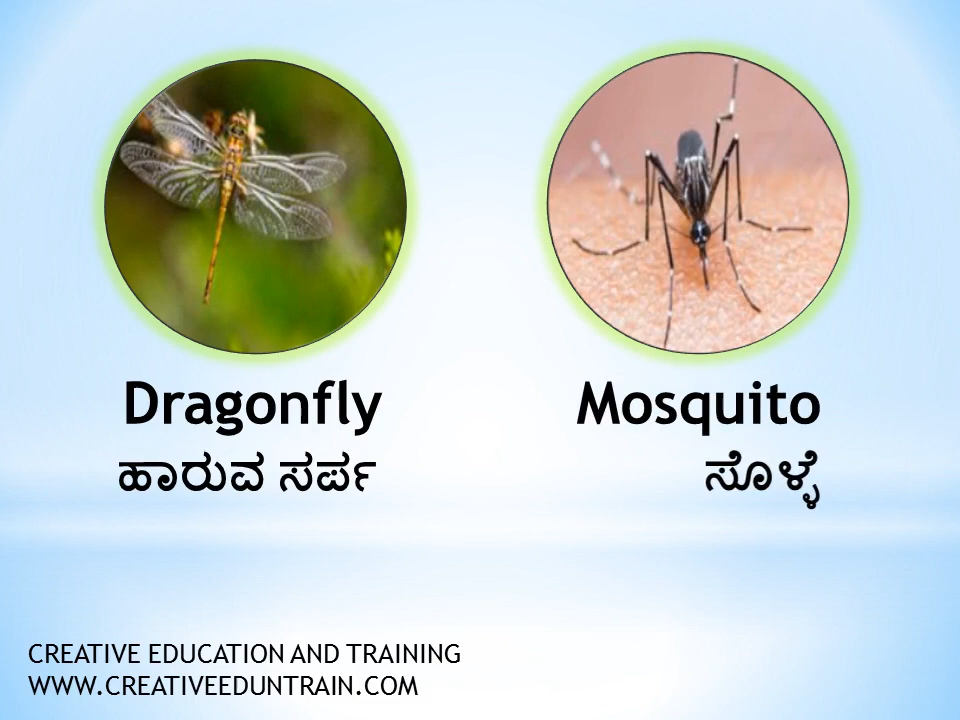 Dragonfly
ಹಾರುವ ಸರ್ಪ
Mosquito
ಸೊಳ್ಳೆ
CREATIVE EDUCATION AND TRAINING
WWW.CREATIVEEDUNTRAIN.COM